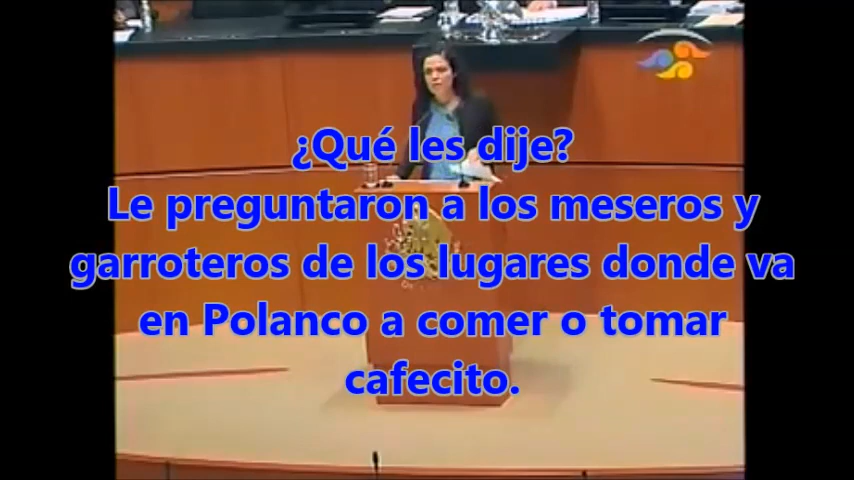 ¿Qué les dije?
Le preguntaron a los meseros y
garroteros de los lugares donde va
en Polanco a comer o tomar
cafecito.